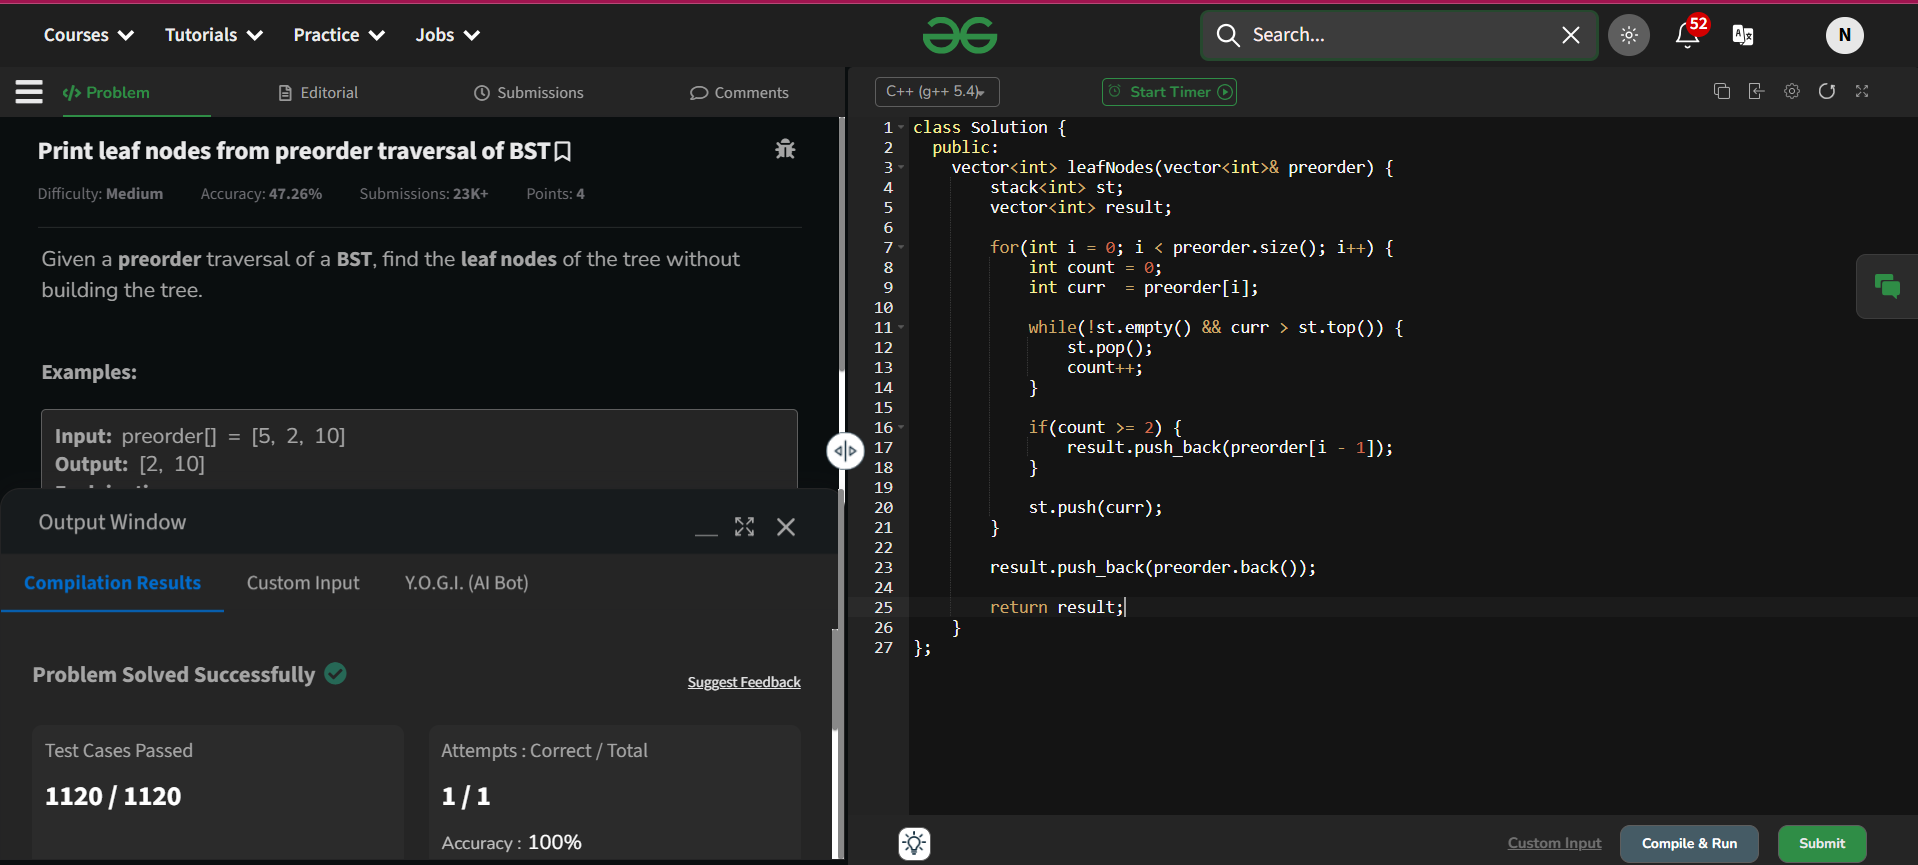 Courses Tutorials Practice Jobs Search... 52 N
Problem Editorial Submissions Comments
Print leaf nodes from preorder traversal of BST
Difficulty: Medium Accuracy: 47.26% Submissions: 23K+ Points: 4
Given a preorder traversal of a BST, find the leaf nodes of the tree without
building the tree.
Examples:
Input: preorder[] = [5, 2, 10]
Output: [2, 10]
Output Window
Compilation Results Custom Input Y.O.G.I. (AI Bot)
Problem Solved Successfully
Suggest Feedback
Test Cases Passed
1120 / 1120
Attempts : Correct / Total
1 / 1
Accuracy : 100%
C++ (g++ 5.4) Start Timer
1 class Solution {
2   public:
3     vector<int> leafNodes(vector<int>& preorder) {
4         stack<int> st;
5         vector<int> result;
6
7         for(int i = 0; i < preorder.size(); i++) {
8             int count = 0;
9             int curr  = preorder[i];
10
11             while(!st.empty() && curr > st.top()) {
12                 st.pop();
13                 count++;
14             }
15
16             if(count >= 2) {
17                 result.push_back(preorder[i - 1]);
18             }
19
20             st.push(curr);
21         }
22
23         result.push_back(preorder.back());
24
25         return result;
26     }
27 };
Custom Input Compile & Run Submit